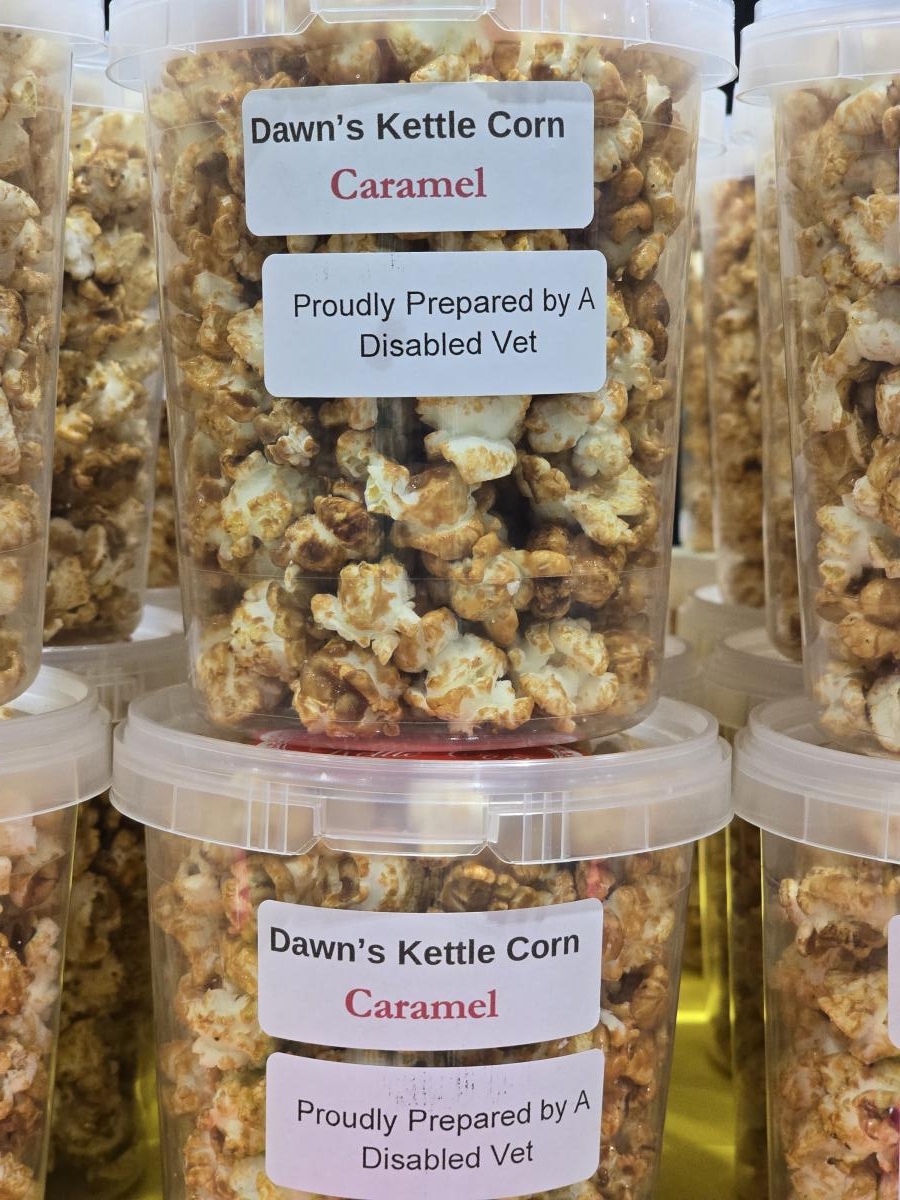 Dawn's Kettle Corn
Caramel
Proudly Prepared by A
Disabled Vet
Dawn's Kettle Corn
Caramel
Proudly Prepared by A
Disabled Vet